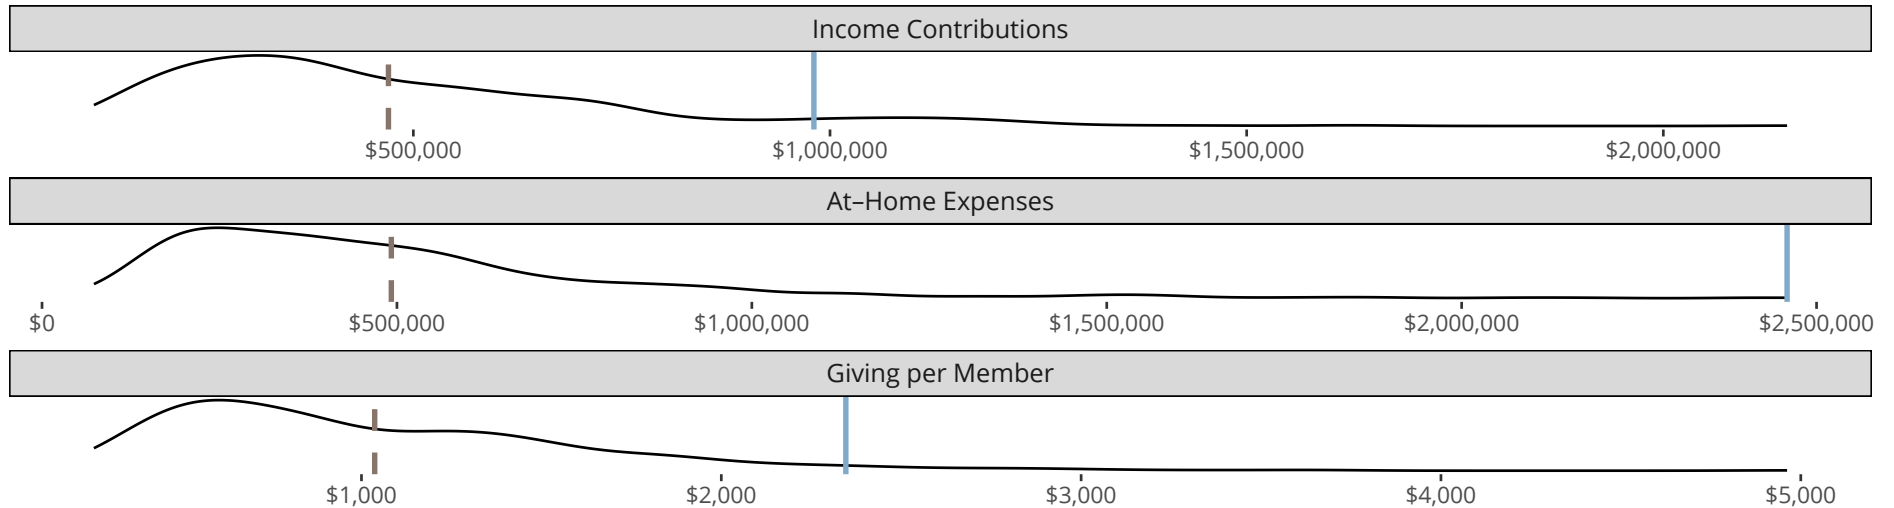 Income Contributions
$500,000 $1,000,000 $1,500,000 $2,000,000
At–Home Expenses
$0 $500,000 $1,000,000 $1,500,000 $2,000,000 $2,500,000
Giving per Member
$1,000 $2,000 $3,000 $4,000 $5,000